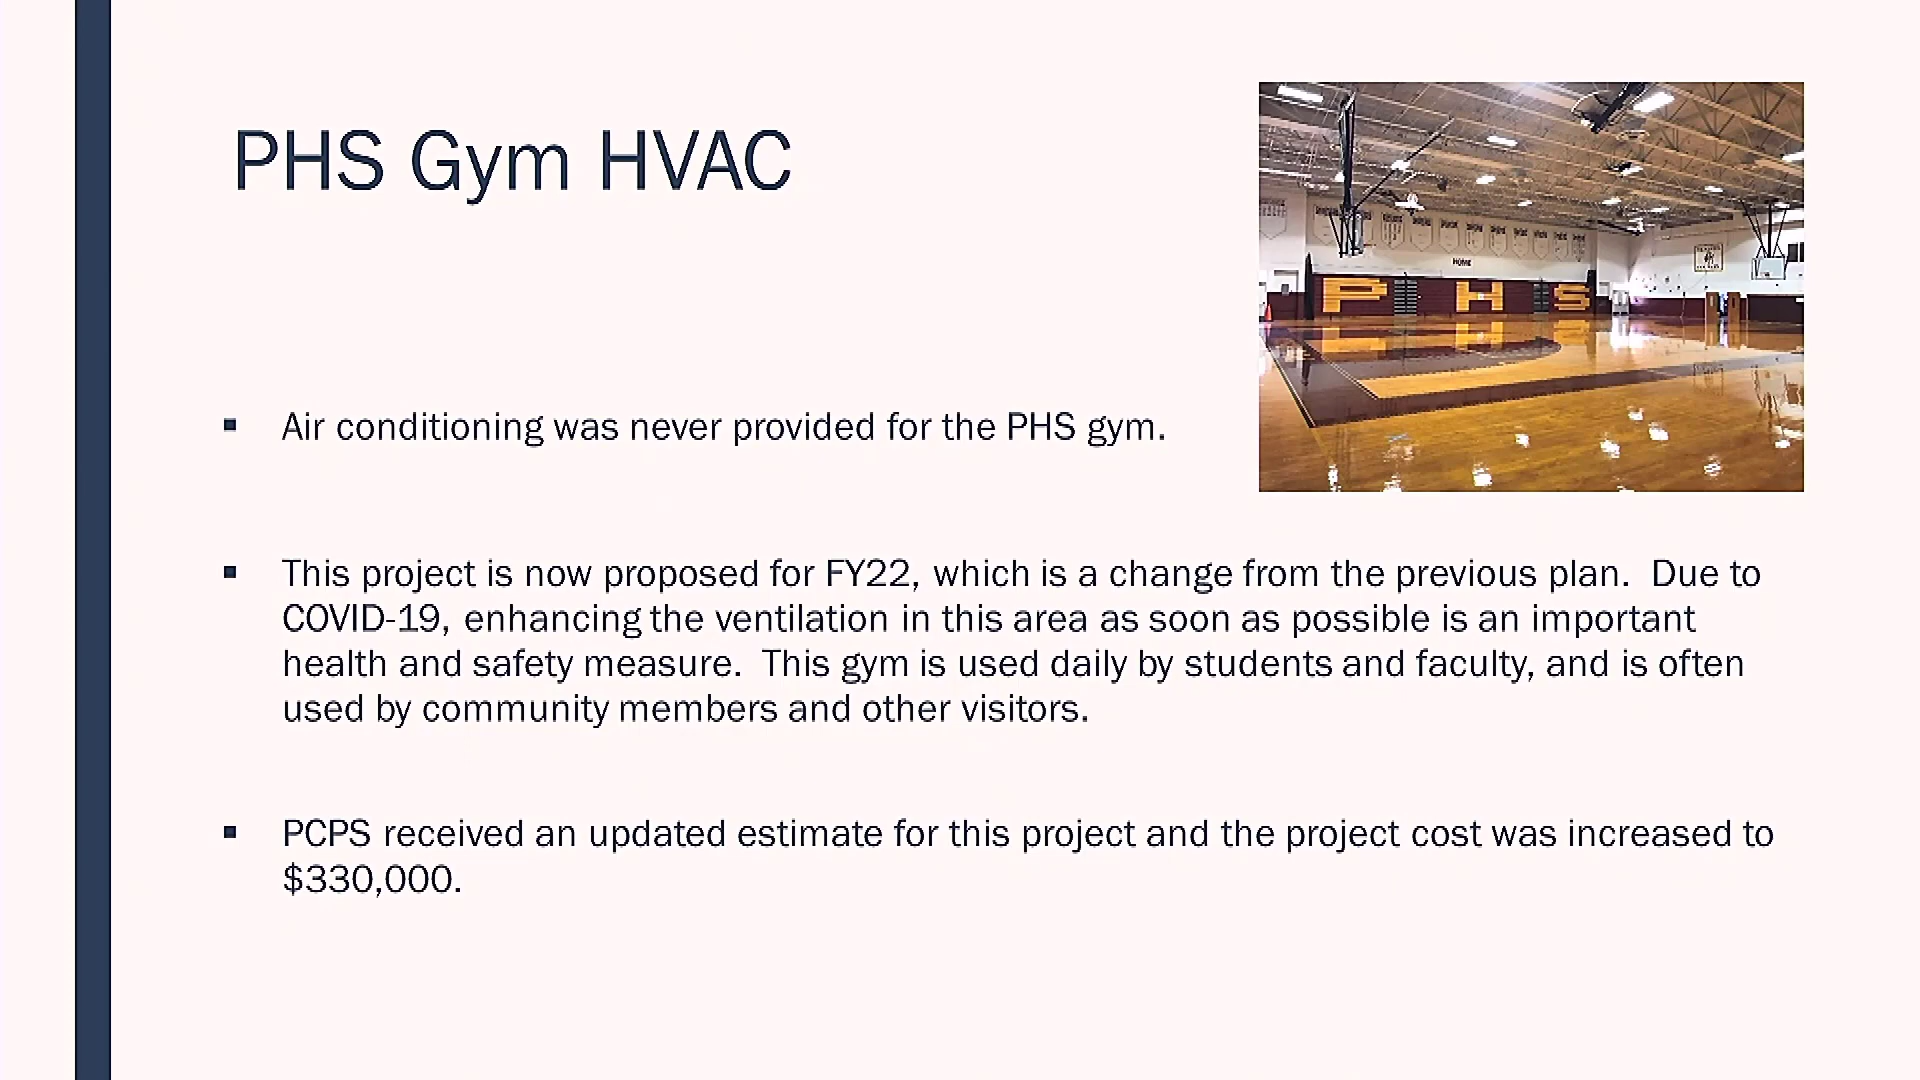 PHS Gym HVAC
HOME
P H S
▪ Air conditioning was never provided for the PHS gym.
▪ This project is now proposed for FY22, which is a change from the previous plan.  Due to
COVID-19, enhancing the ventilation in this area as soon as possible is an important
health and safety measure.  This gym is used daily by students and faculty, and is often
used by community members and other visitors.
▪ PCPS received an updated estimate for this project and the project cost was increased to
$330,000.